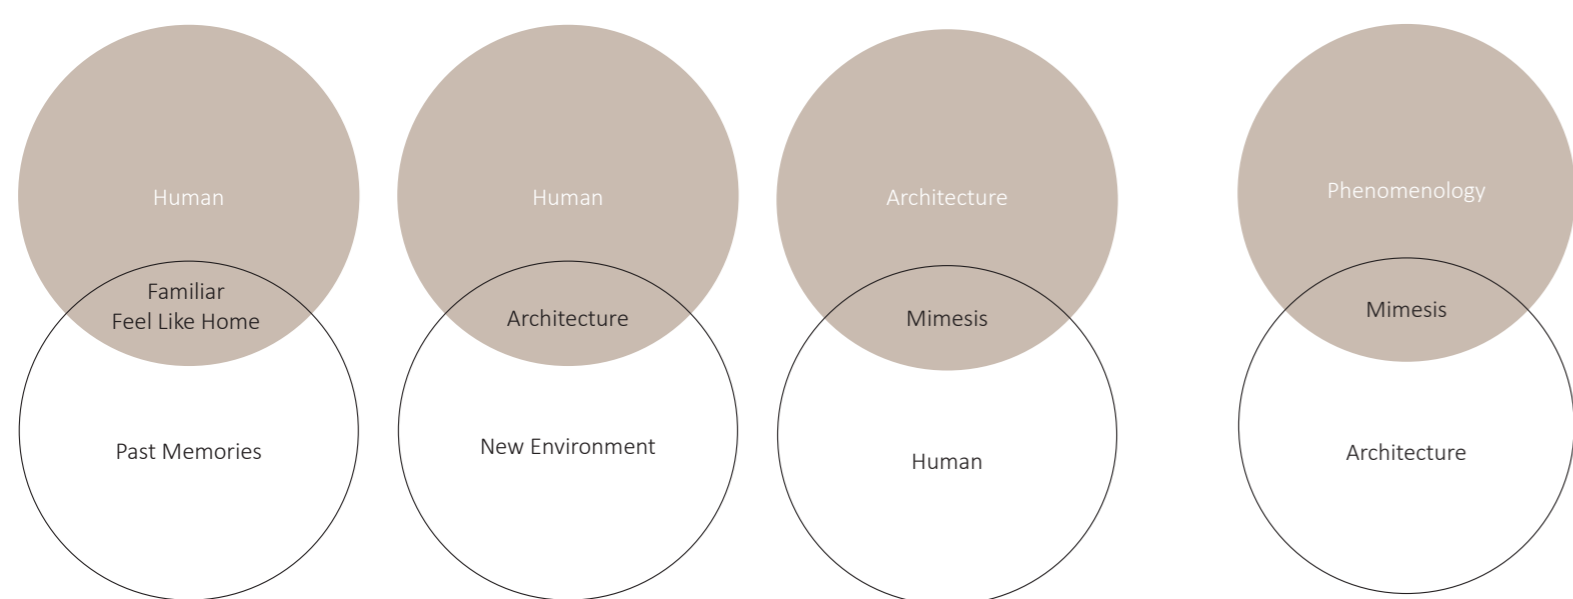 Human
Familiar
Feel Like Home
Past Memories
Human
Architecture
New Environment
Architecture
Mimesis
Human
Phenomenology
Mimesis
Architecture